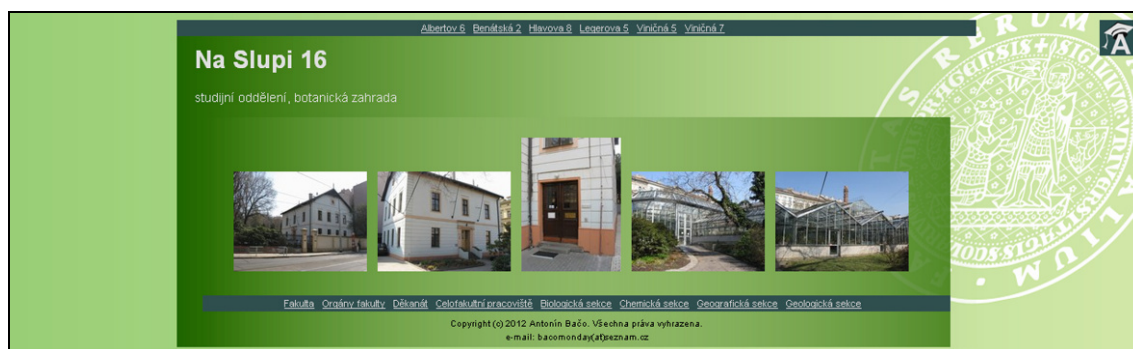 Albertov 6 Benátská 2 Hlavova 8 Legerova 5 Viničná 5 Viničná 7
Na Slupi 16
studijní oddělení, botanická zahrada
Fakulta Orgány fakulty Děkanát Celofakultní pracoviště Biologická sekce Chemická sekce Geografická sekce Geologická sekce
Copyright (c) 2012 Antonín Bačo. Všechna práva vyhrazena.
e-mail: bacomonday(at)seznam.cz